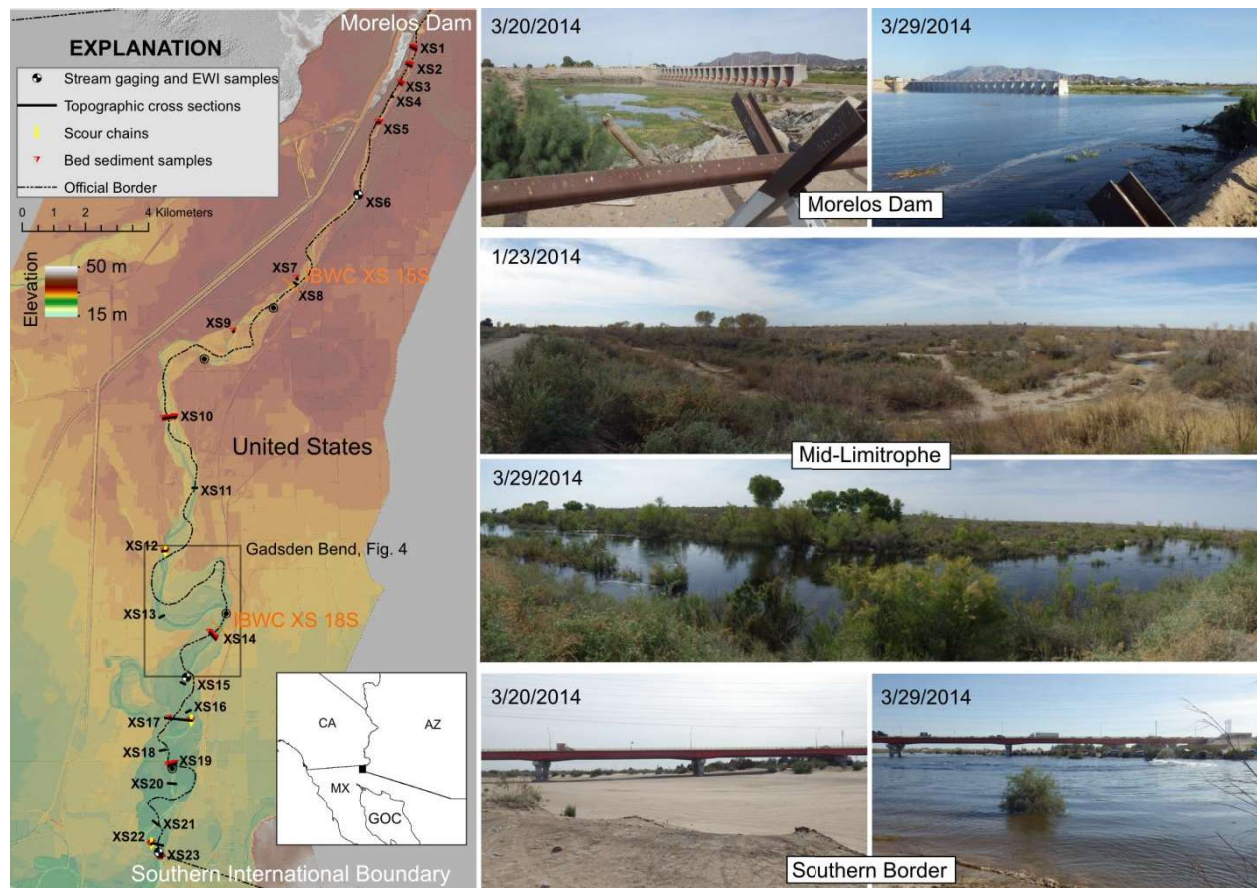 Morelos Dam
EXPLANATION
Stream gaging and EWI samples
Topographic cross sections
Scour chains
Bed sediment samples
Official Border
0 2 4 Kilometers
Elevation
50 m
15 m
XS1
XS2
XS3
XS4
XS5
XS6
XS7
IBWC XS 15S
XS8
XS9
XS10
United States
XS11
XS12
Gadsden Bend, Fig. 4
XS13
IBWC XS 18S
XS14
XS15
XS16
XS17
XS18
XS19
XS20
XS21
XS22
XS23
Southern International Boundary
CA
AZ
MX
GOC
3/20/2014
3/29/2014
Morelos Dam
1/23/2014
Mid-Limitrophe
3/29/2014
3/20/2014
3/29/2014
Southern Border